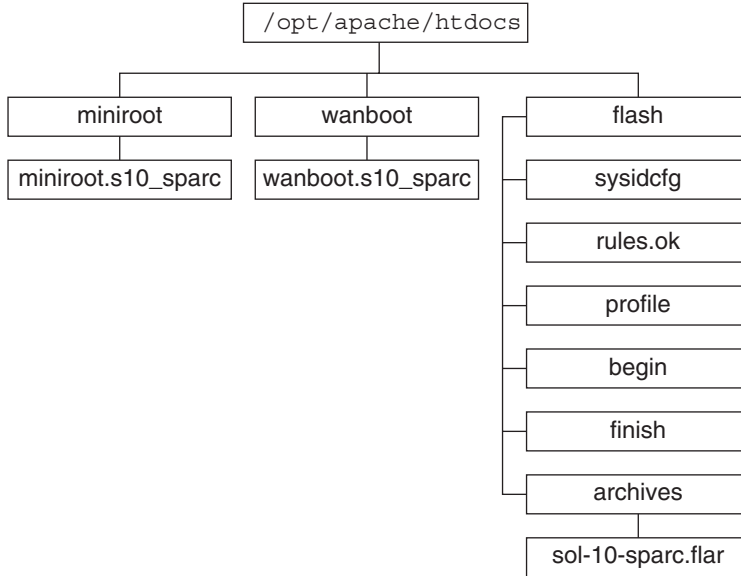 /opt/apache/htdocs
miniroot
wanboot
flash
miniroot.s10_sparc
wanboot.s10_sparc
sysidcfg
rules.ok
profile
begin
finish
archives
sol-10-sparc.flar